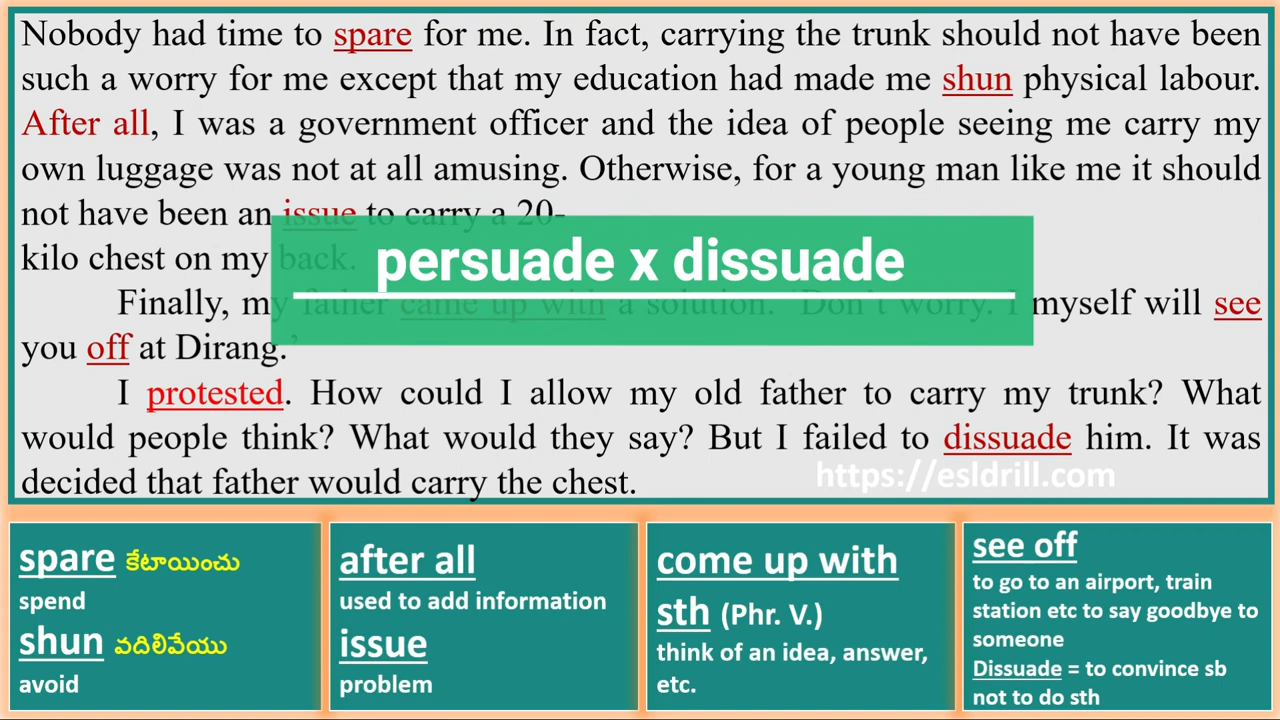 Nobody had time to spare for me. In fact, carrying the trunk should not have been
such a worry for me except that my education had made me shun physical labour.
After all, I was a government officer and the idea of people seeing me carry my
own luggage was not at all amusing. Otherwise, for a young man like me it should
not have been an issue to carry a 20-
kilo chest on my back.
persuade x dissuade
Finally, my father came up with a solution. ‘Don’t worry. I myself will see
you off at Dirang.’
I protested. How could I allow my old father to carry my trunk? What
would people think? What would they say? But I failed to dissuade him. It was
decided that father would carry the chest.
https://esldrill.com
spare కేటాయించు
spend
shun వదిలివేయు
avoid
after all
used to add information
issue
problem
come up with
sth (Phr. V.)
think of an idea, answer,
etc.
see off
to go to an airport, train
station etc to say goodbye to
someone
Dissuade = to convince sb
not to do sth